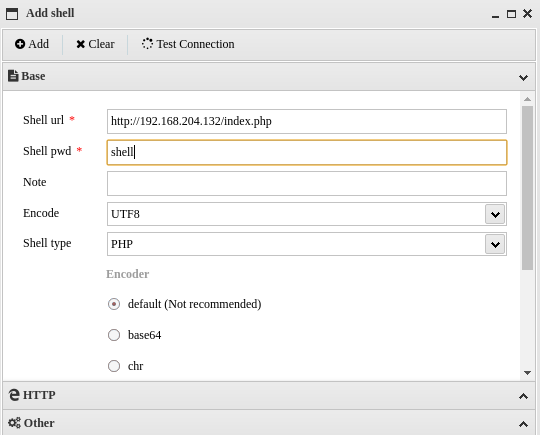 Add shell
Add Clear Test Connection
Base
Shell url * http://192.168.204.132/index.php
Shell pwd * shell
Note
Encode UTF8
Shell type PHP
Encoder
default (Not recommended)
base64
chr
HTTP
Other